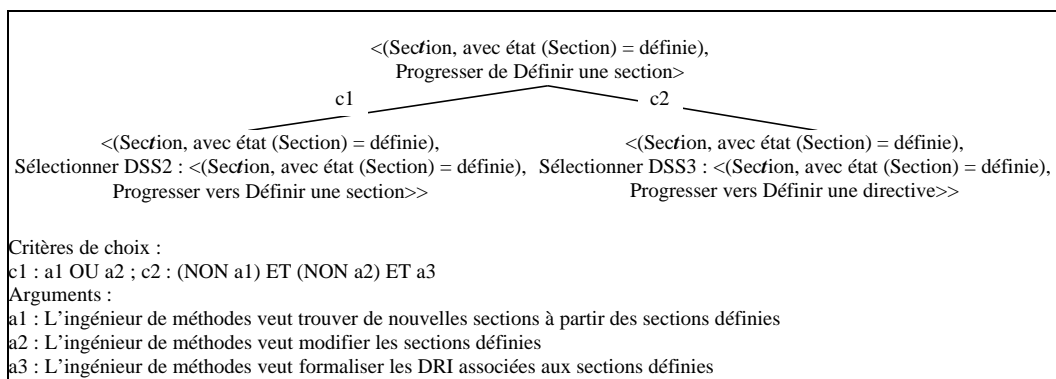 <(Section, avec état (Section) = définie),
Progresser de Définir une section>
c1 c2
<(Section, avec état (Section) = définie), <(Section, avec état (Section) = définie),
Sélectionner DSS2 : <(Section, avec état (Section) = définie), Sélectionner DSS3 : <(Section, avec état (Section) = définie),
Progresser vers Définir une section>> Progresser vers Définir une directive>>
Critères de choix :
c1 : a1 OU a2 ; c2 : (NON a1) ET (NON a2) ET a3
Arguments :
a1 : L'ingénieur de méthodes veut trouver de nouvelles sections à partir des sections définies
a2 : L'ingénieur de méthodes veut modifier les sections définies
a3 : L'ingénieur de méthodes veut formaliser les DRI associées aux sections définies